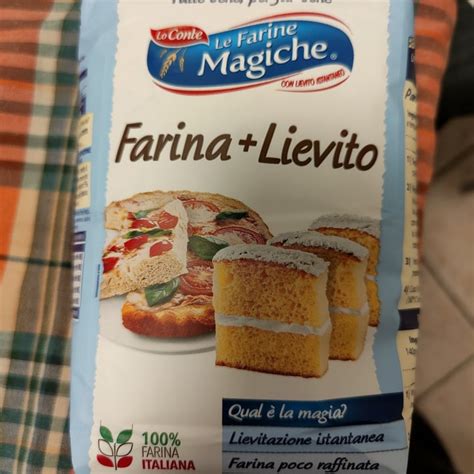 Lo Conte
Le Farine
Magiche®
CON LIEVITO ISTANTANEO
Farina + Lievito
Qual è la magia?
Lievitazione istantanea
Farina poco raffinata
100%
FARINA
ITALIANA